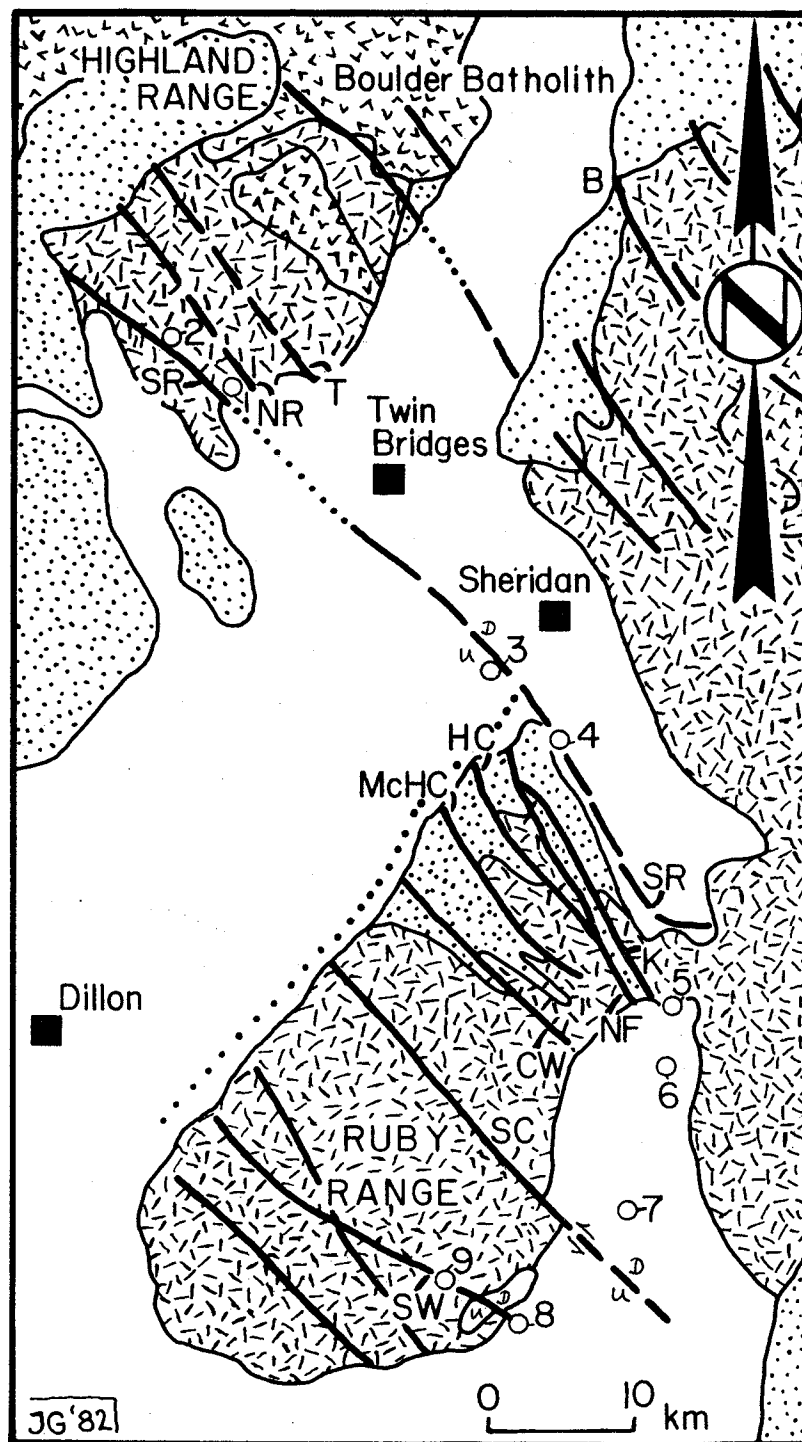 HIGHLAND
RANGE
Boulder Batholith
B
N
2
SR
1
NR
T
Twin
Bridges
Sheridan
D
U
3
HC
4
McHC
SR
K
5
Dillon
NF
CW
6
SC
RUBY
RANGE
7
D
U
9
SW
U
D
8
0 10
km
JG'82